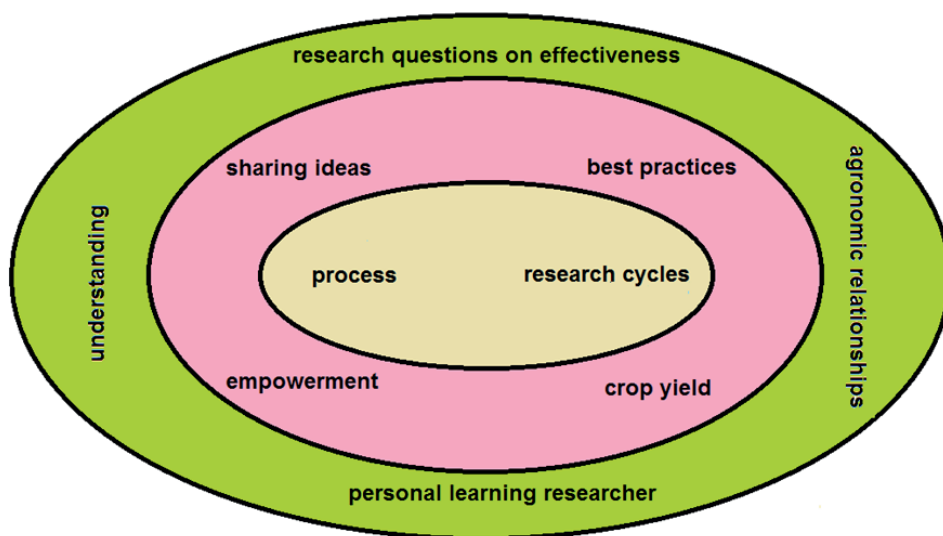 research questions on effectiveness
sharing ideas
best practices
understanding
agronomic relationships
process
research cycles
empowerment
crop yield
personal learning researcher